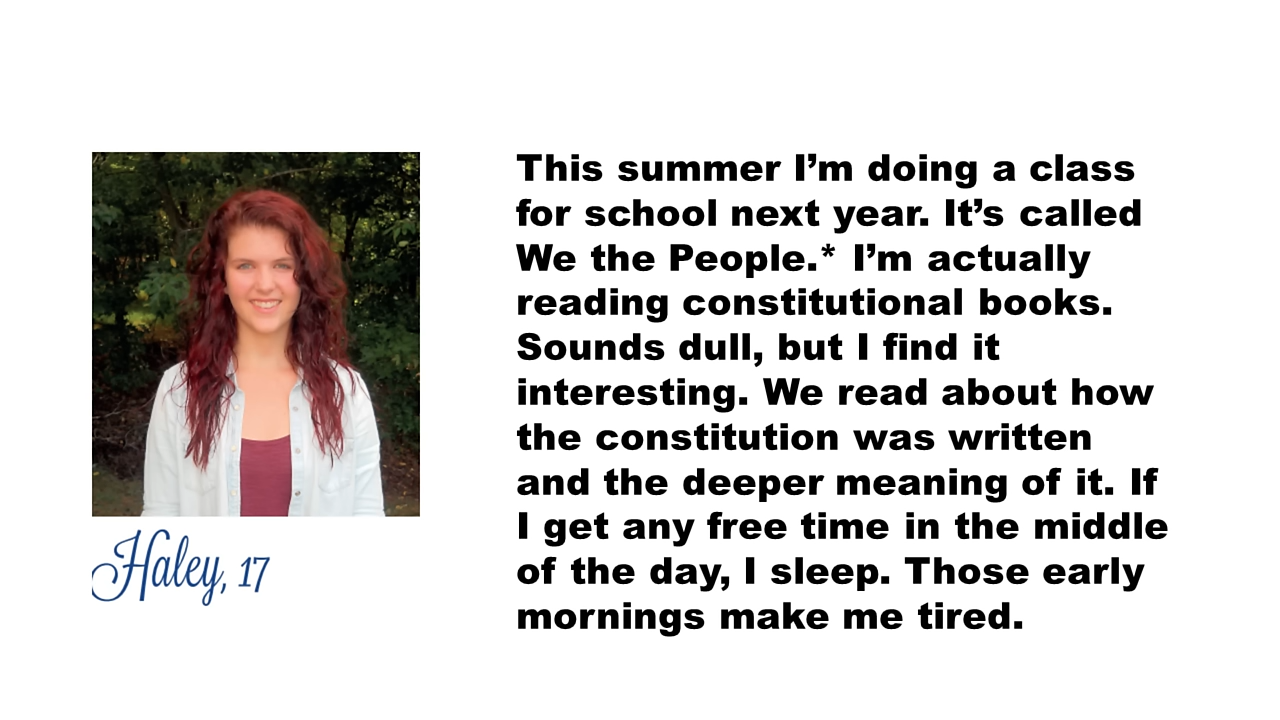 This summer I’m doing a class
for school next year. It’s called
We the People.* I’m actually
reading constitutional books.
Sounds dull, but I find it
interesting. We read about how
the constitution was written
and the deeper meaning of it. If
I get any free time in the middle
of the day, I sleep. Those early
mornings make me tired.
Haley, 17